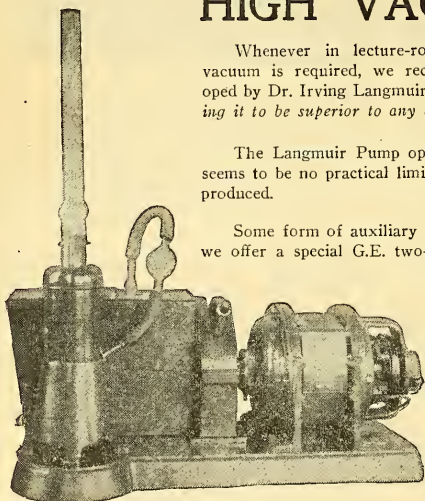 HIGH
Whenever in lecture-ro
vacuum is required, we rec
oped by Dr. Irving Langmuir
ing it to be superior to any
The Langmuir Pump op
seems to be no practical limi
produced.
Some form of auxiliary
we offer a special G.E. two-